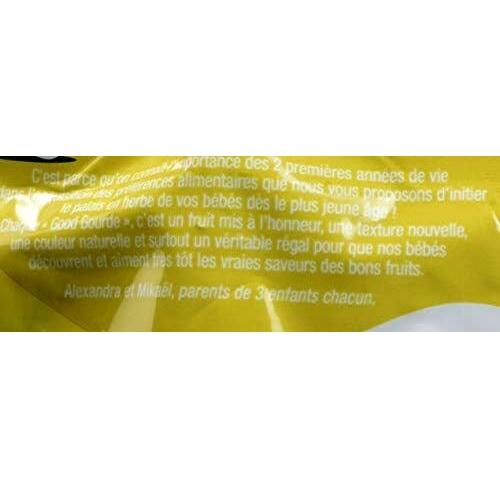 C'est parce qu'on connaît l'importance des 2 premières années de vie
dans l' des préférences alimentaires que nous vous proposons d'initier
le palais en herbe de vos bébés dès le plus jeune âge !
Chaque « Good Gourde », c'est un fruit mis à l'honneur, une texture nouvelle,
une couleur naturelle et surtout un véritable régal pour que nos bébés
découvrent et aiment très tôt les vraies saveurs des bons fruits.
Alexandra et Mikaël, parents de 3 enfants chacun.